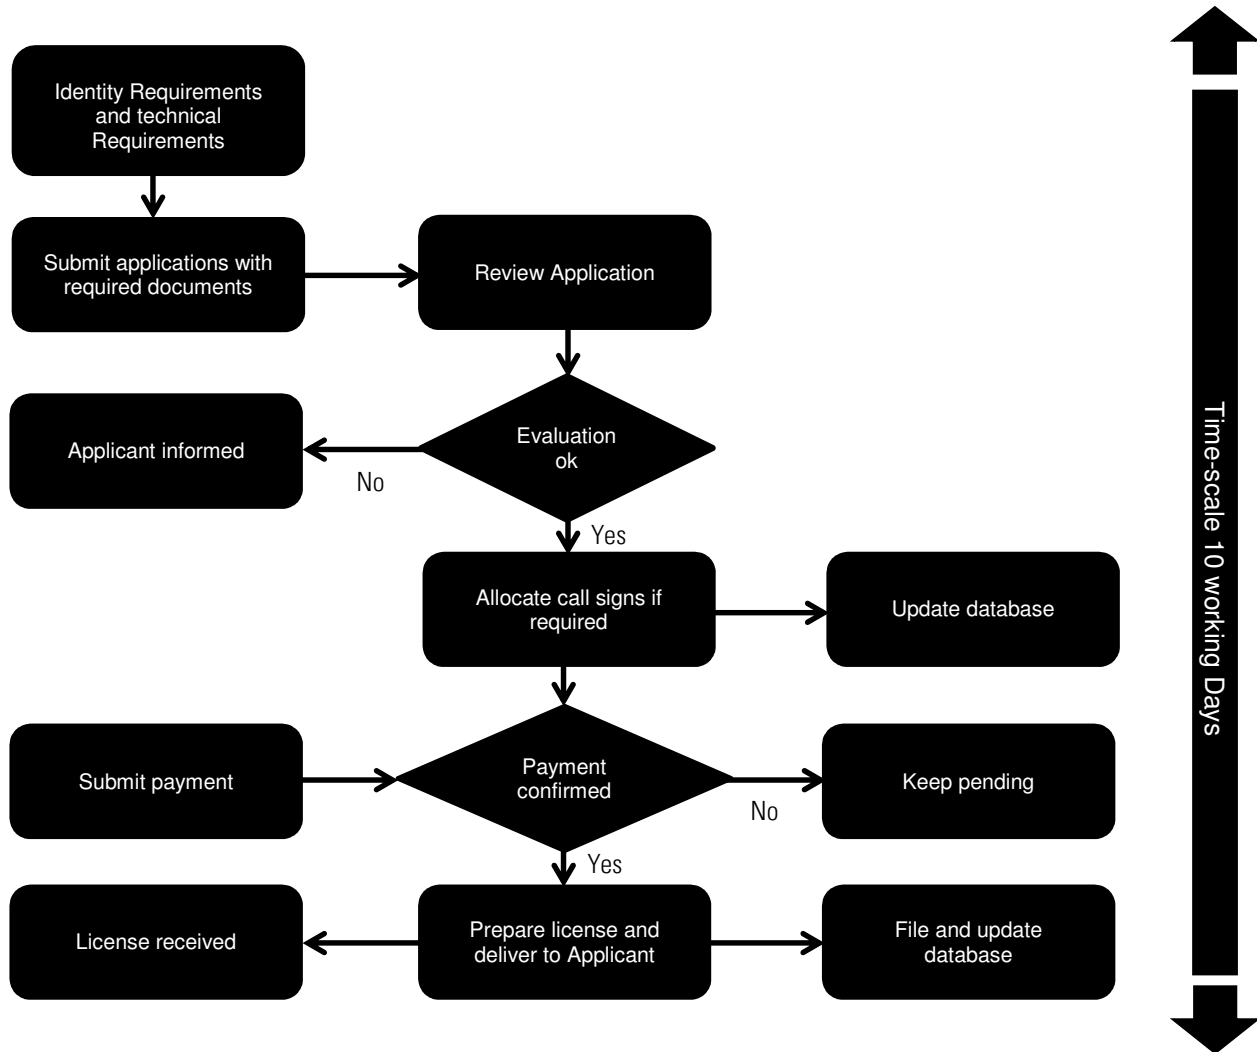 Identity Requirements
and technical
Requirements
Submit applications with
required documents
Review Application
Applicant informed
Evaluation
ok
No
Yes
Allocate call signs if
required
Update database
Submit payment
Payment
confirmed
Keep pending
No
Yes
License received
Prepare license and
deliver to Applicant
File and update
database
Time-scale 10 working Days